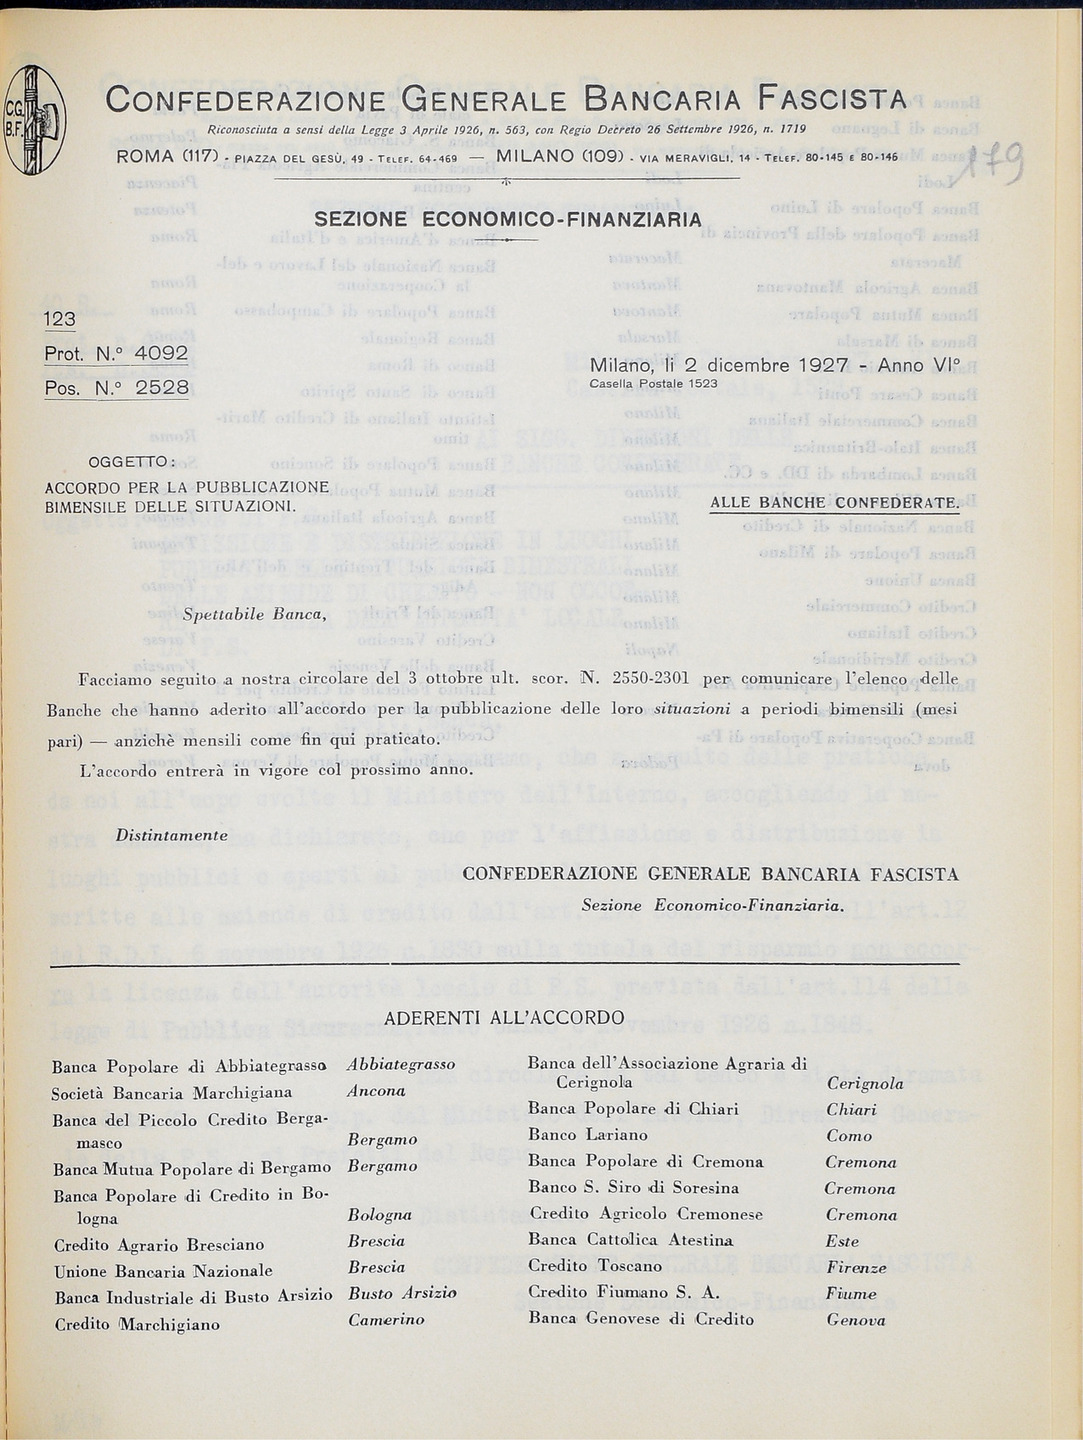 C.G.
B.F.
CONFEDERAZIONE GENERALE BANCARIA FASCISTA
Riconosciuta a sensi della Legge 3 Aprile 1926, n. 563, con Regio Decreto 26 Settembre 1926, n. 1719
ROMA (117) - PIAZZA DEL GESÙ, 49 - TELEF. 64-469 — MILANO (109) - VIA MERAVIGLI, 14 - TELEF. 80-145 E 80-146
179
SEZIONE ECONOMICO-FINANZIARIA
123
Prot. N.º 4092
Pos. N.º 2528
Milano, li 2 dicembre 1927 - Anno VIº
Casella Postale 1523
OGGETTO:
ACCORDO PER LA PUBBLICAZIONE
BIMENSILE DELLE SITUAZIONI.
ALLE BANCHE CONFEDERATE.
Spettabile Banca,
Facciamo seguito a nostra circolare del 3 ottobre ult. scor. N. 2550-2301 per comunicare l'elenco delle
Banche che hanno aderito all'accordo per la pubblicazione delle loro situazioni a periodi bimensili (mesi
pari) — anzichè mensili come fin qui praticato.
L'accordo entrerà in vigore col prossimo anno.
Distintamente
CONFEDERAZIONE GENERALE BANCARIA FASCISTA
Sezione Economico-Finanziaria.
ADERENTI ALL'ACCORDO
Banca Popolare di Abbiategrasso Abbiategrasso
Società Bancaria Marchigiana Ancona
Banca del Piccolo Credito Berga-
masco Bergamo
Banca Mutua Popolare di Bergamo Bergamo
Banca Popolare di Credito in Bo-
logna Bologna
Credito Agrario Bresciano Brescia
Unione Bancaria Nazionale Brescia
Banca Industriale di Busto Arsizio Busto Arsizio
Credito Marchigiano Camerino
Banca dell'Associazione Agraria di
Cerignola Cerignola
Banca Popolare di Chiari Chiari
Banco Lariano Como
Banca Popolare di Cremona Cremona
Banco S. Siro di Soresina Cremona
Credito Agricolo Cremonese Cremona
Banca Cattolica Atestina Este
Credito Toscano Firenze
Credito Fiumano S. A. Fiume
Banca Genovese di Credito Genova